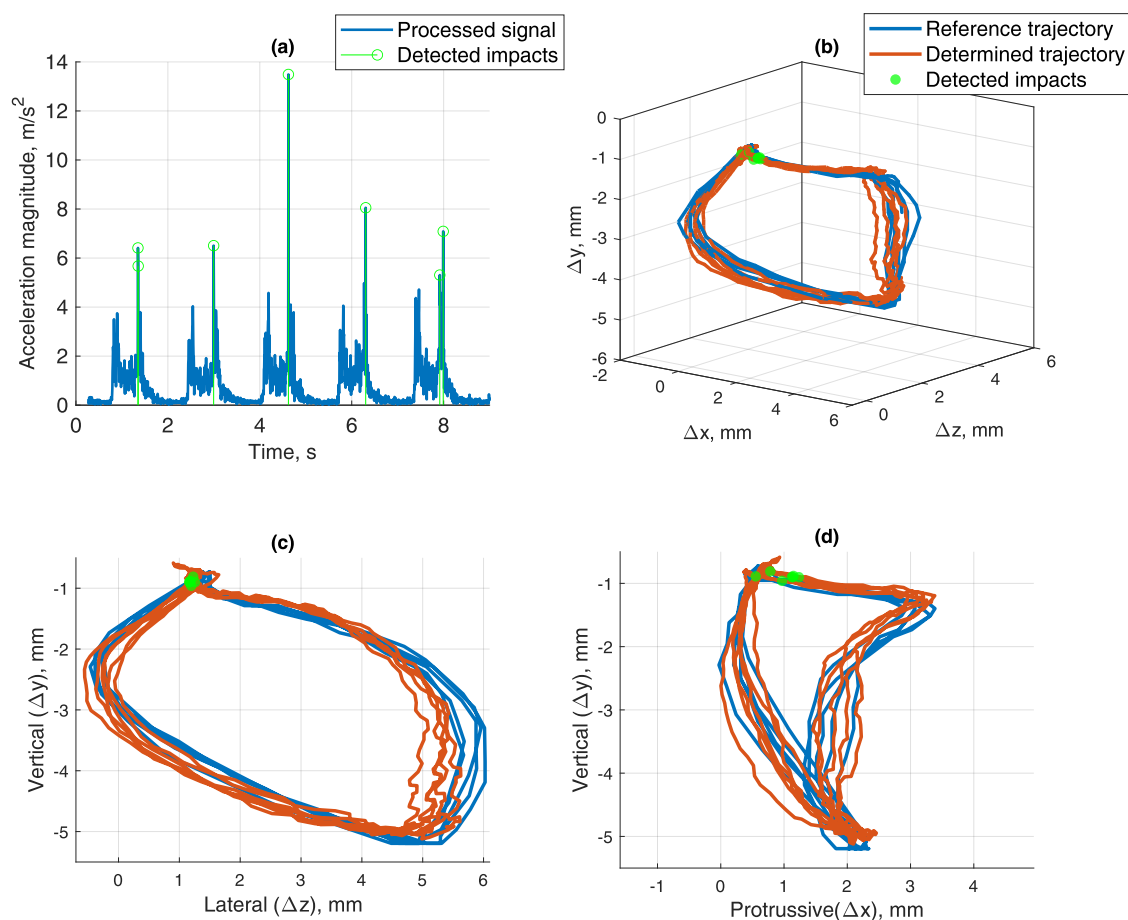 (a)
Processed signal
Detected impacts
14
12
10
8
6
4
2
0
0
2
4
6
8
Acceleration magnitude, m/s²
Time, s
(b)
Reference trajectory
Determined trajectory
Detected impacts
0
-1
-2
-3
-4
-5
-6
-2
0
2
4
6
0
2
4
6
Δy, mm
Δx, mm
Δz, mm
(c)
-1
-2
-3
-4
-5
0
1
2
3
4
5
6
Vertical (Δy), mm
Lateral (Δz), mm
(d)
-1
-2
-3
-4
-5
-1
0
1
2
3
4
Vertical (Δy), mm
Protrussive(Δx), mm